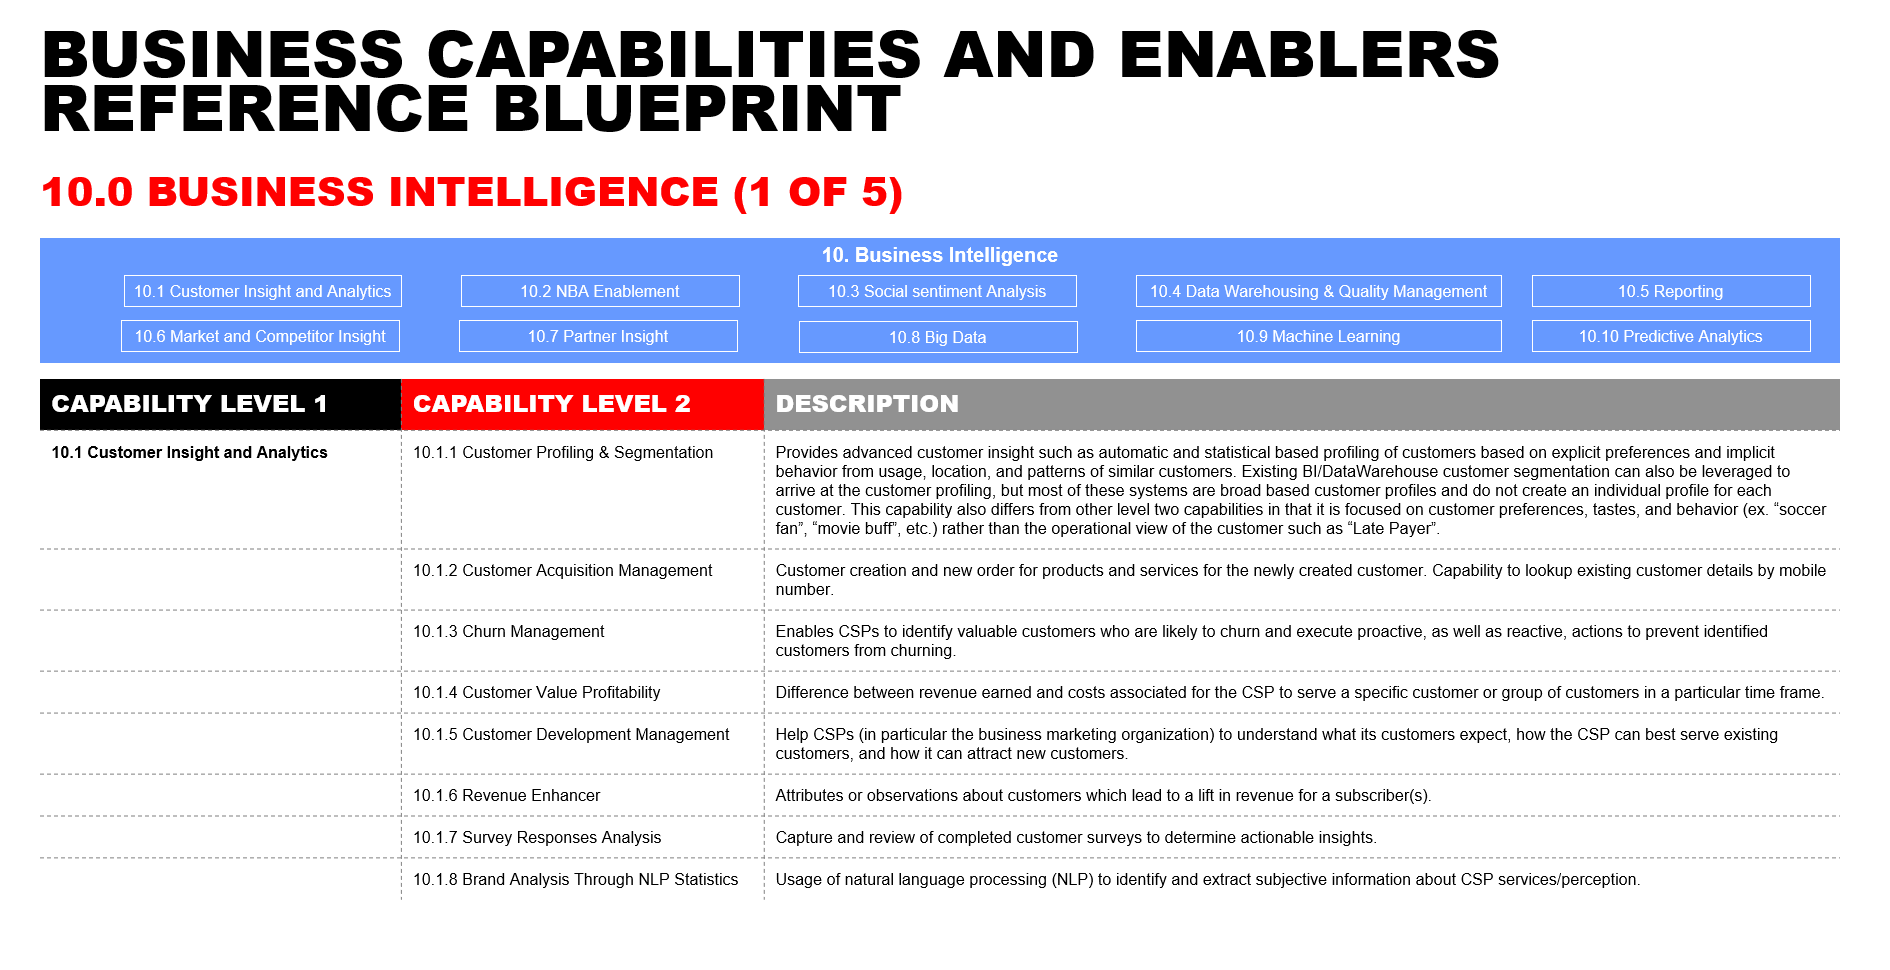 BUSINESS CAPABILITIES AND ENABLERS
REFERENCE BLUEPRINT
10.0 BUSINESS INTELLIGENCE (1 OF 5)
10. Business Intelligence
10.1 Customer Insight and Analytics
10.2 NBA Enablement
10.3 Social sentiment Analysis
10.4 Data Warehousing & Quality Management
10.5 Reporting
10.6 Market and Competitor Insight
10.7 Partner Insight
10.8 Big Data
10.9 Machine Learning
10.10 Predictive Analytics
CAPABILITY LEVEL 1
CAPABILITY LEVEL 2
DESCRIPTION
10.1 Customer Insight and Analytics
10.1.1 Customer Profiling & Segmentation
Provides advanced customer insight such as automatic and statistical based profiling of customers based on explicit preferences and implicit
behavior from usage, location, and patterns of similar customers. Existing BI/DataWarehouse customer segmentation can also be leveraged to
arrive at the customer profiling, but most of these systems are broad based customer profiles and do not create an individual profile for each
customer. This capability also differs from other level two capabilities in that it is focused on customer preferences, tastes, and behavior (ex. “soccer
fan”, “movie buff”, etc.) rather than the operational view of the customer such as “Late Payer”.
10.1.2 Customer Acquisition Management
Customer creation and new order for products and services for the newly created customer. Capability to lookup existing customer details by mobile
number.
10.1.3 Churn Management
Enables CSPs to identify valuable customers who are likely to churn and execute proactive, as well as reactive, actions to prevent identified
customers from churning.
10.1.4 Customer Value Profitability
Difference between revenue earned and costs associated for the CSP to serve a specific customer or group of customers in a particular time frame.
10.1.5 Customer Development Management
Help CSPs (in particular the business marketing organization) to understand what its customers expect, how the CSP can best serve existing
customers, and how it can attract new customers.
10.1.6 Revenue Enhancer
Attributes or observations about customers which lead to a lift in revenue for a subscriber(s).
10.1.7 Survey Responses Analysis
Capture and review of completed customer surveys to determine actionable insights.
10.1.8 Brand Analysis Through NLP Statistics
Usage of natural language processing (NLP) to identify and extract subjective information about CSP services/perception.